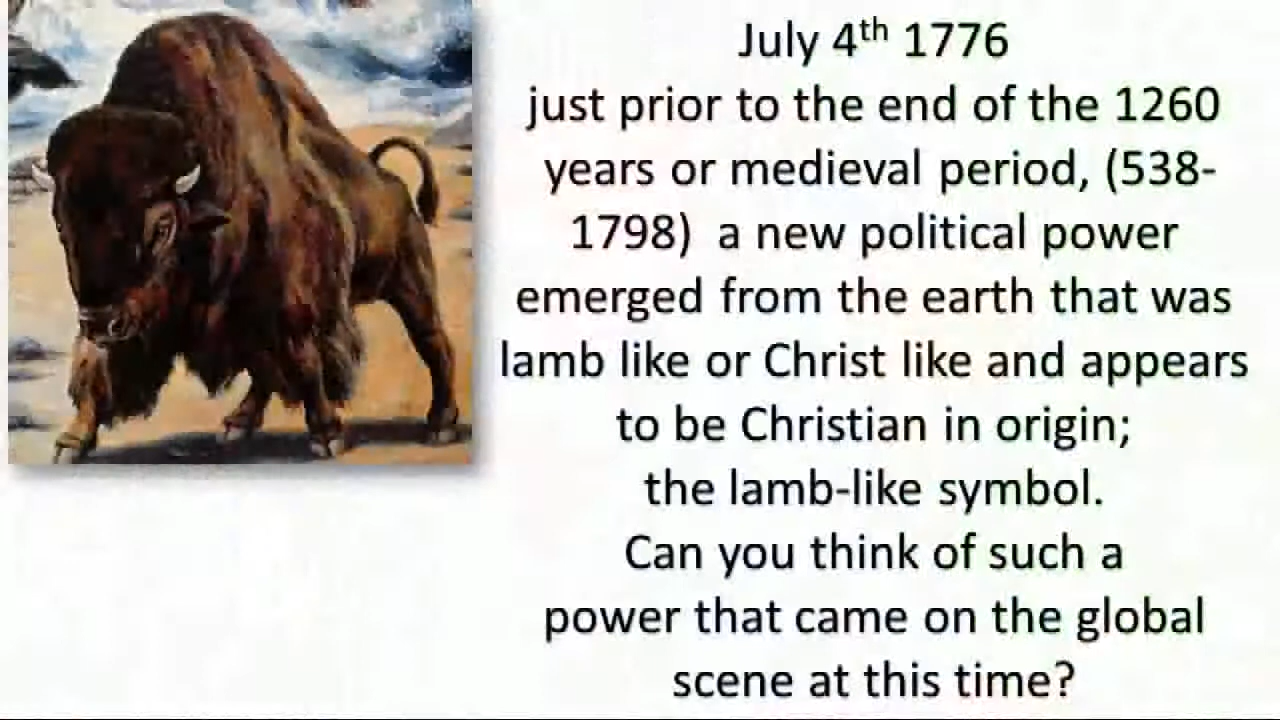 July 4th 1776
just prior to the end of the 1260
years or medieval period, (538-
1798) a new political power
emerged from the earth that was
lamb like or Christ like and appears
to be Christian in origin;
the lamb-like symbol.
Can you think of such a
power that came on the global
scene at this time?